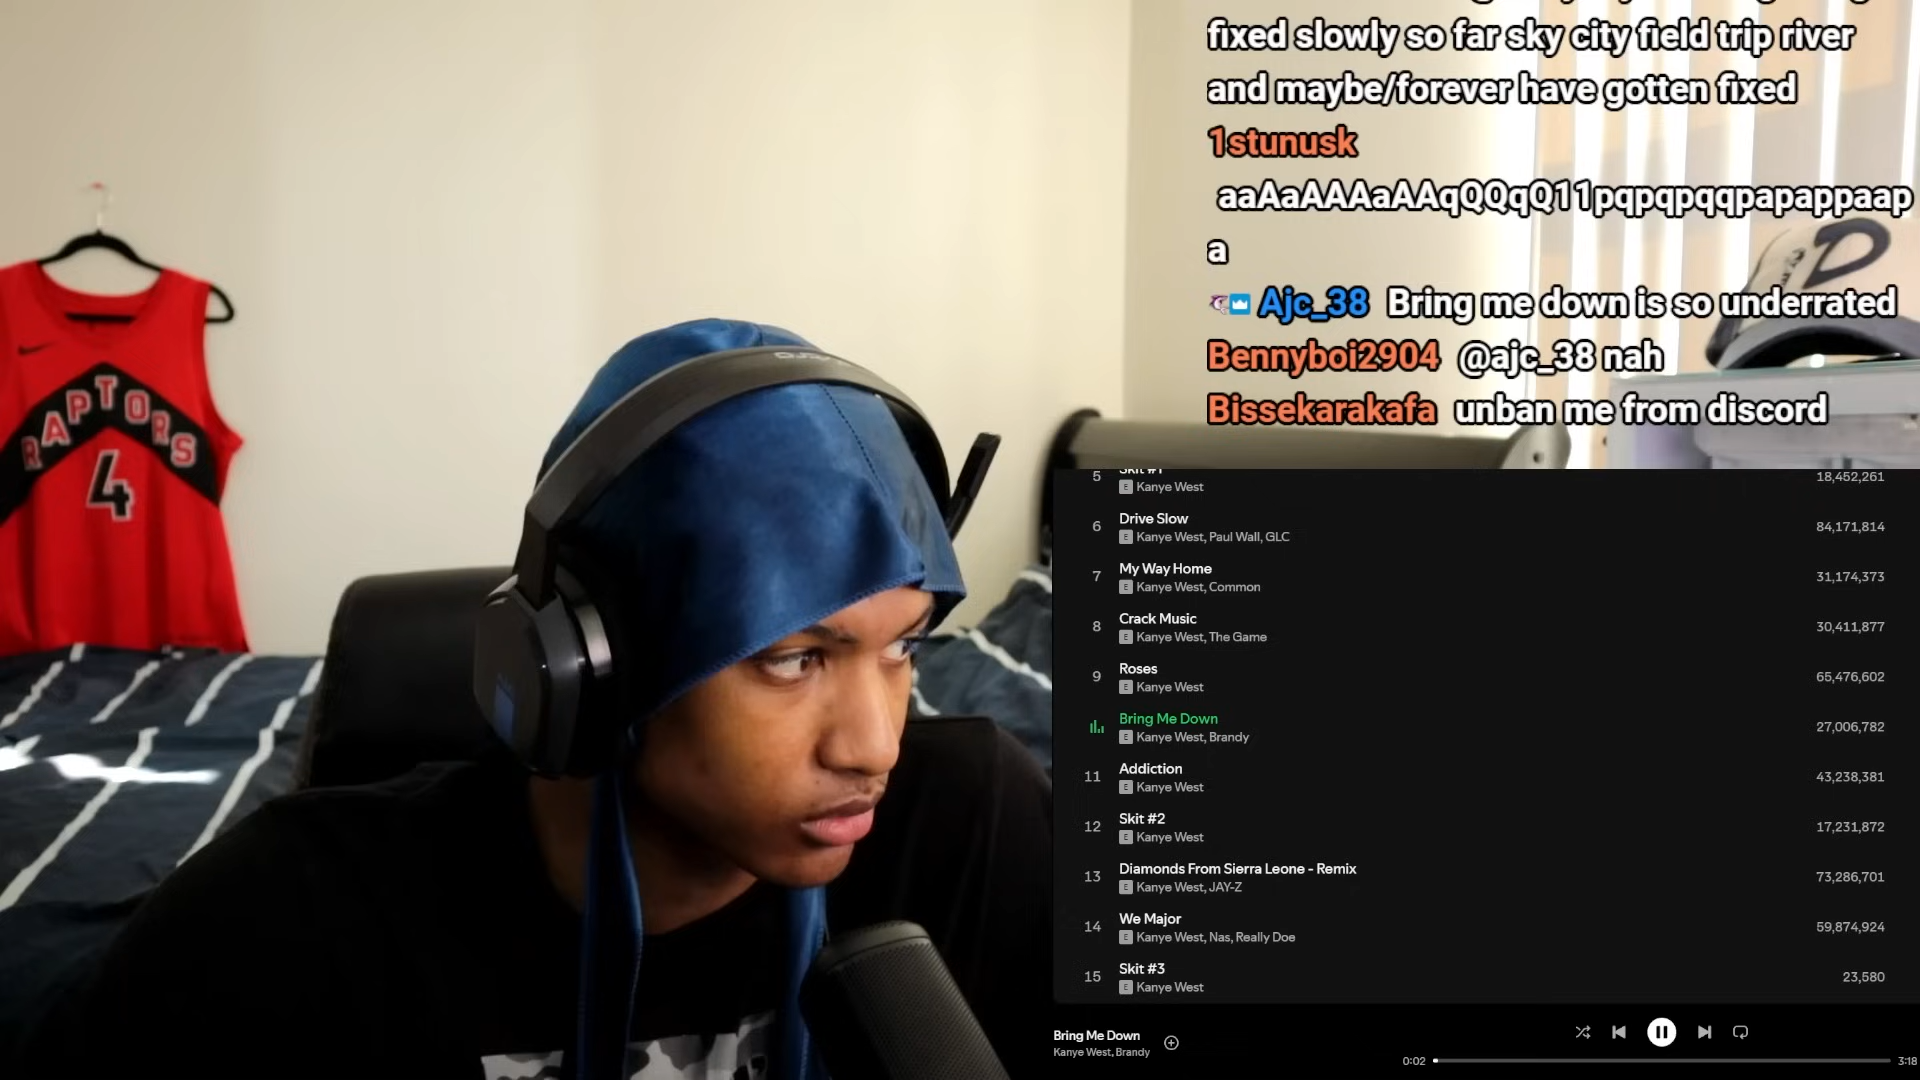 fixed slowly so far sky city field trip river
and maybe/forever have gotten fixed
1stunusk
aaAaAAAaAAqQQqQ11pqpqpqqpapappaap
a
Ajc_38 Bring me down is so underrated
Bennyboi2904 @ajc_38 nah
Bissekarakafa unban me from discord
RAPTORS
4
5 Skit #1 18,452,261
E Kanye West
6 Drive Slow 84,171,814
E Kanye West, Paul Wall, GLC
7 My Way Home 31,174,373
E Kanye West, Common
8 Crack Music 30,411,877
E Kanye West, The Game
9 Roses 65,476,602
E Kanye West
Bring Me Down 27,006,782
E Kanye West, Brandy
11 Addiction 43,238,381
E Kanye West
12 Skit #2 17,231,872
E Kanye West
13 Diamonds From Sierra Leone - Remix 73,286,701
E Kanye West, JAY-Z
14 We Major 59,874,924
E Kanye West, Nas, Really Doe
15 Skit #3 23,580
E Kanye West
Bring Me Down
Kanye West, Brandy
0:02 3:18